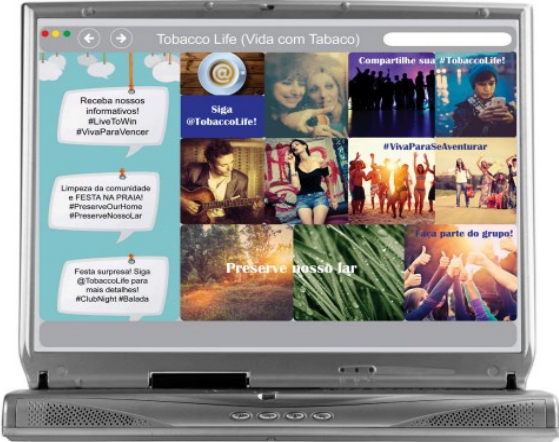 Tobacco Life (Vida com Tabaco)
Receba nossos
informativos!
#LiveToWin
#VivaParaVencer
Limpeza da comunidade
e FESTA NA PRAIA!
#PreserveOurHome
#PreserveNossoLar
Festa surpresa! Siga
@TobaccoLife para
mais detalhes!
#ClubNight #Balada
@
Siga
@TobaccoLife!
Compartilhe sua #TobaccoLife!
#VivaParaSeAventurar
Preserve nosso lar
Faça parte do grupo!